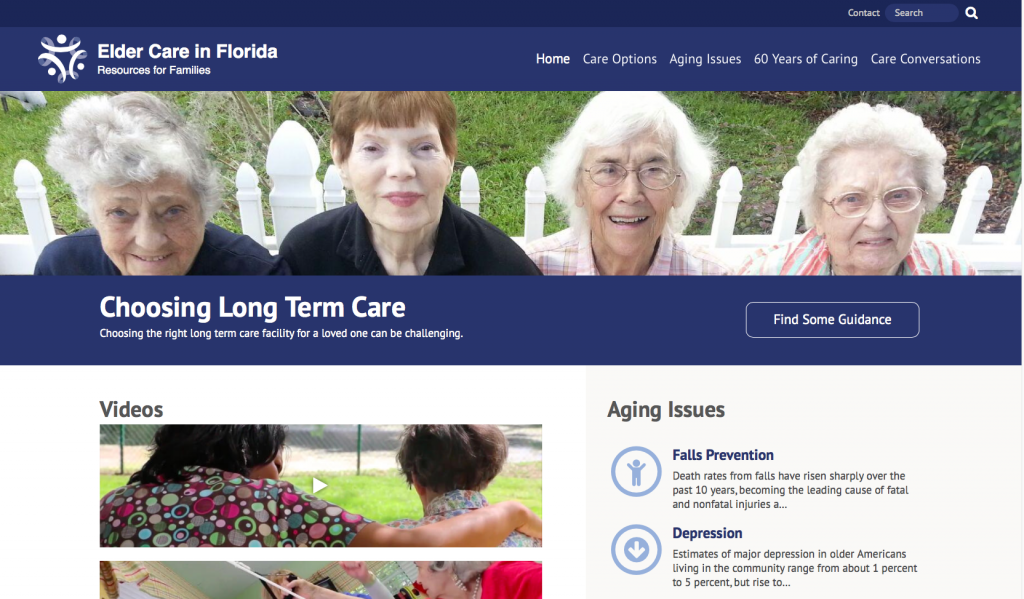 Contact Search
Elder Care in Florida
Resources for Families
Home Care Options Aging Issues 60 Years of Caring Care Conversations
Choosing Long Term Care
Choosing the right long term care facility for a loved one can be challenging.
Find Some Guidance
Videos
Aging Issues
Falls Prevention
Death rates from falls have risen sharply over the
past 10 years, becoming the leading cause of fatal
and nonfatal injuries a...
Depression
Estimates of major depression in older Americans
living in the community range from about 1 percent
to 5 percent, but rise to...